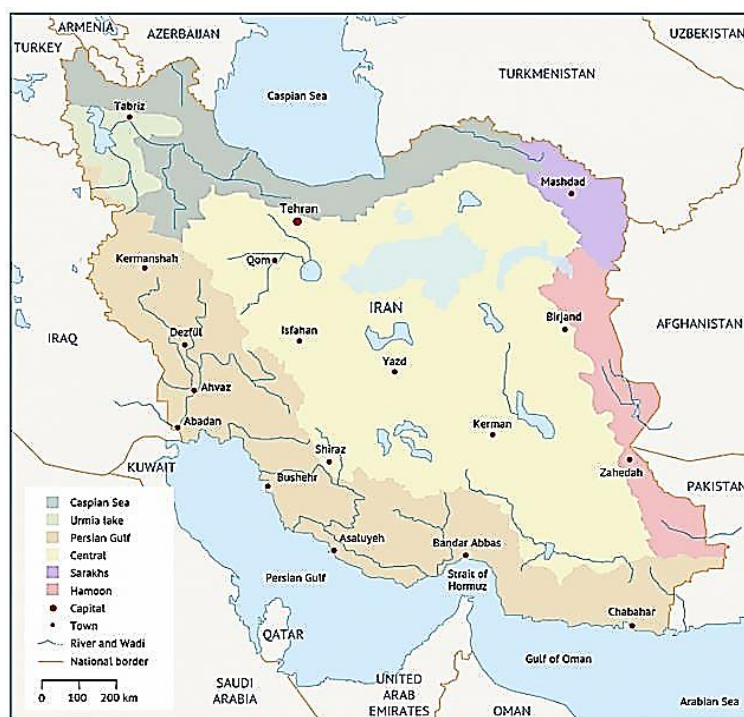 ARMENIA
AZERBAIJAN
UZBEKISTAN
TURKEY
TURKMENISTAN
Caspian Sea
Tabriz
Mashdad
Tehran
Kermanshah
Qom
IRAN
Birjand
AFGHANISTAN
IRAQ
Dezful
Isfahan
Yazd
Ahvaz
Abadan
Kerman
KUWAIT
Shiraz
Zahedah
Bushehr
PAKISTAN
Caspian Sea
Urmia lake
Persian Gulf
Central
Sarakhs
Hamoon
Capital
Town
River and Wadi
National border
0 100 200 km
Asaluyeh
Bandar Abbas
Persian Gulf
Strait of
Hormuz
Chabahar
QATAR
Gulf of Oman
SAUDI
ARABIA
UNITED
ARAB
EMIRATES
OMAN
Arabian Sea